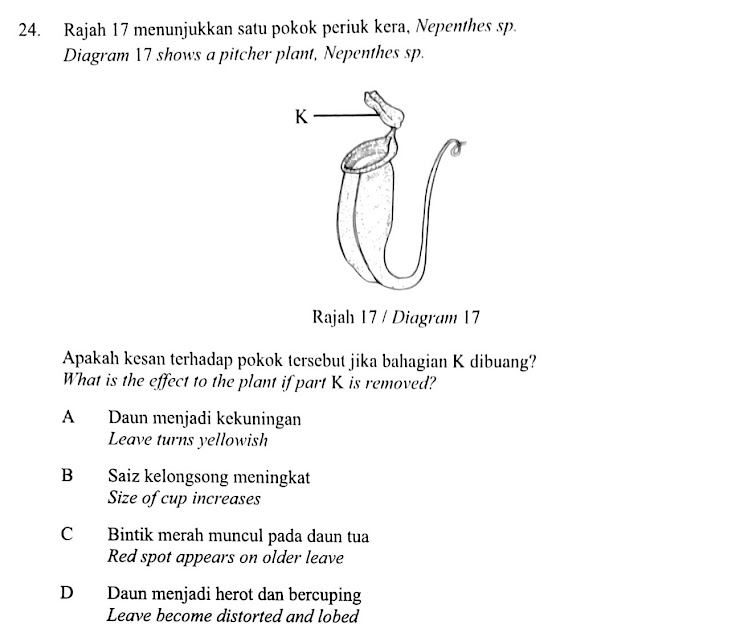 24. Rajah 17 menunjukkan satu pokok periuk kera, Nepenthes sp.
Diagram 17 shows a pitcher plant, Nepenthes sp.
K
Rajah 17 / Diagram 17
Apakah kesan terhadap pokok tersebut jika bahagian K dibuang?
What is the effect to the plant if part K is removed?
A Daun menjadi kekuningan
Leave turns yellowish
B Saiz kelongsong meningkat
Size of cup increases
C Bintik merah muncul pada daun tua
Red spot appears on older leave
D Daun menjadi herot dan bercuping
Leave become distorted and lobed